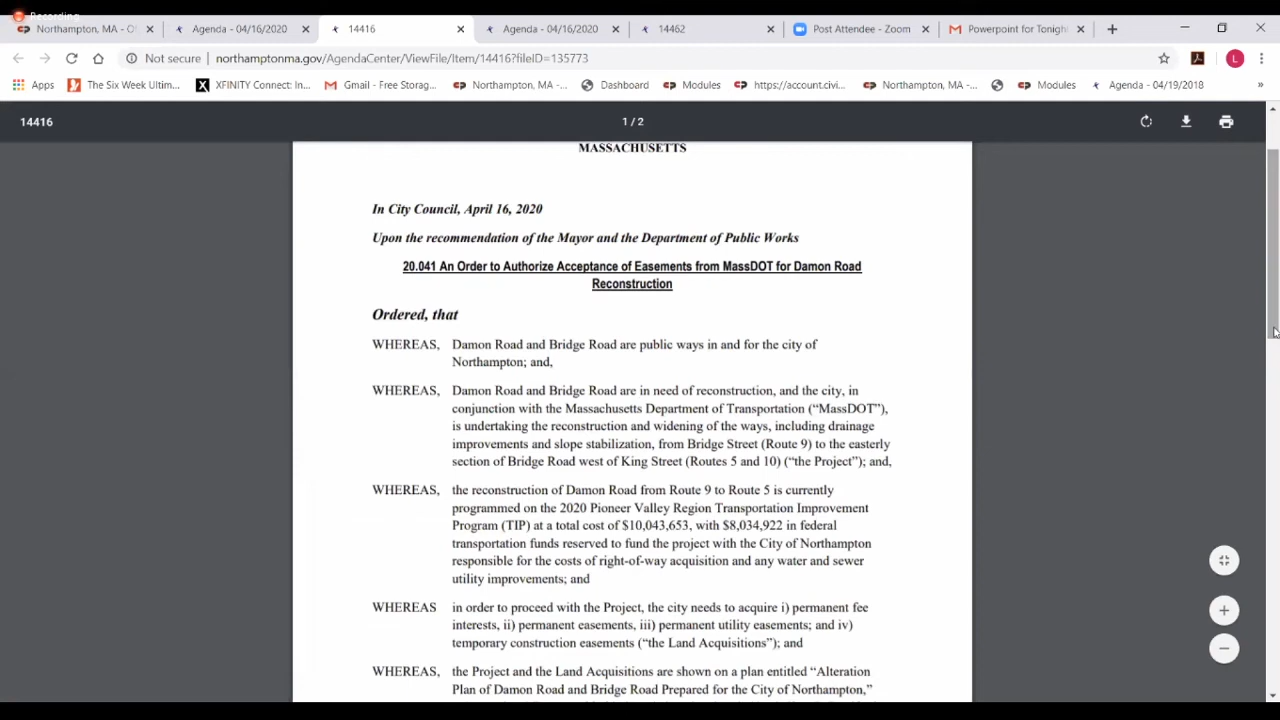 Recording
Northampton, MA - O
Agenda - 04/16/2020
14416
Agenda - 04/16/2020
14462
Post Attendee - Zoom
Powerpoint for Tonigh
Not secure | northamptonma.gov/AgendaCenter/ViewFile/Item/14416?fileID=135773
Apps
The Six Week Ultim...
XFINITY Connect: In...
Gmail - Free Storag...
Northampton, MA -...
Dashboard
Modules
https://account.civi...
Northampton, MA -...
Modules
Agenda - 04/19/2018
»
14416
1 / 2
MASSACHUSETTS
In City Council, April 16, 2020
Upon the recommendation of the Mayor and the Department of Public Works
20.041 An Order to Authorize Acceptance of Easements from MassDOT for Damon Road
Reconstruction
Ordered, that
WHEREAS, Damon Road and Bridge Road are public ways in and for the city of
Northampton; and,
WHEREAS, Damon Road and Bridge Road are in need of reconstruction, and the city, in
conjunction with the Massachusetts Department of Transportation (“MassDOT”),
is undertaking the reconstruction and widening of the ways, including drainage
improvements and slope stabilization, from Bridge Street (Route 9) to the easterly
section of Bridge Road west of King Street (Routes 5 and 10) (“the Project”); and,
WHEREAS, the reconstruction of Damon Road from Route 9 to Route 5 is currently
programmed on the 2020 Pioneer Valley Region Transportation Improvement
Program (TIP) at a total cost of $10,043,653, with $8,034,922 in federal
transportation funds reserved to fund the project with the City of Northampton
responsible for the costs of right-of-way acquisition and any water and sewer
utility improvements; and
WHEREAS in order to proceed with the Project, the city needs to acquire i) permanent fee
interests, ii) permanent easements, iii) permanent utility easements; and iv)
temporary construction easements (“the Land Acquisitions”); and
WHEREAS, the Project and the Land Acquisitions are shown on a plan entitled “Alteration
Plan of Damon Road and Bridge Road Prepared for the City of Northampton,”